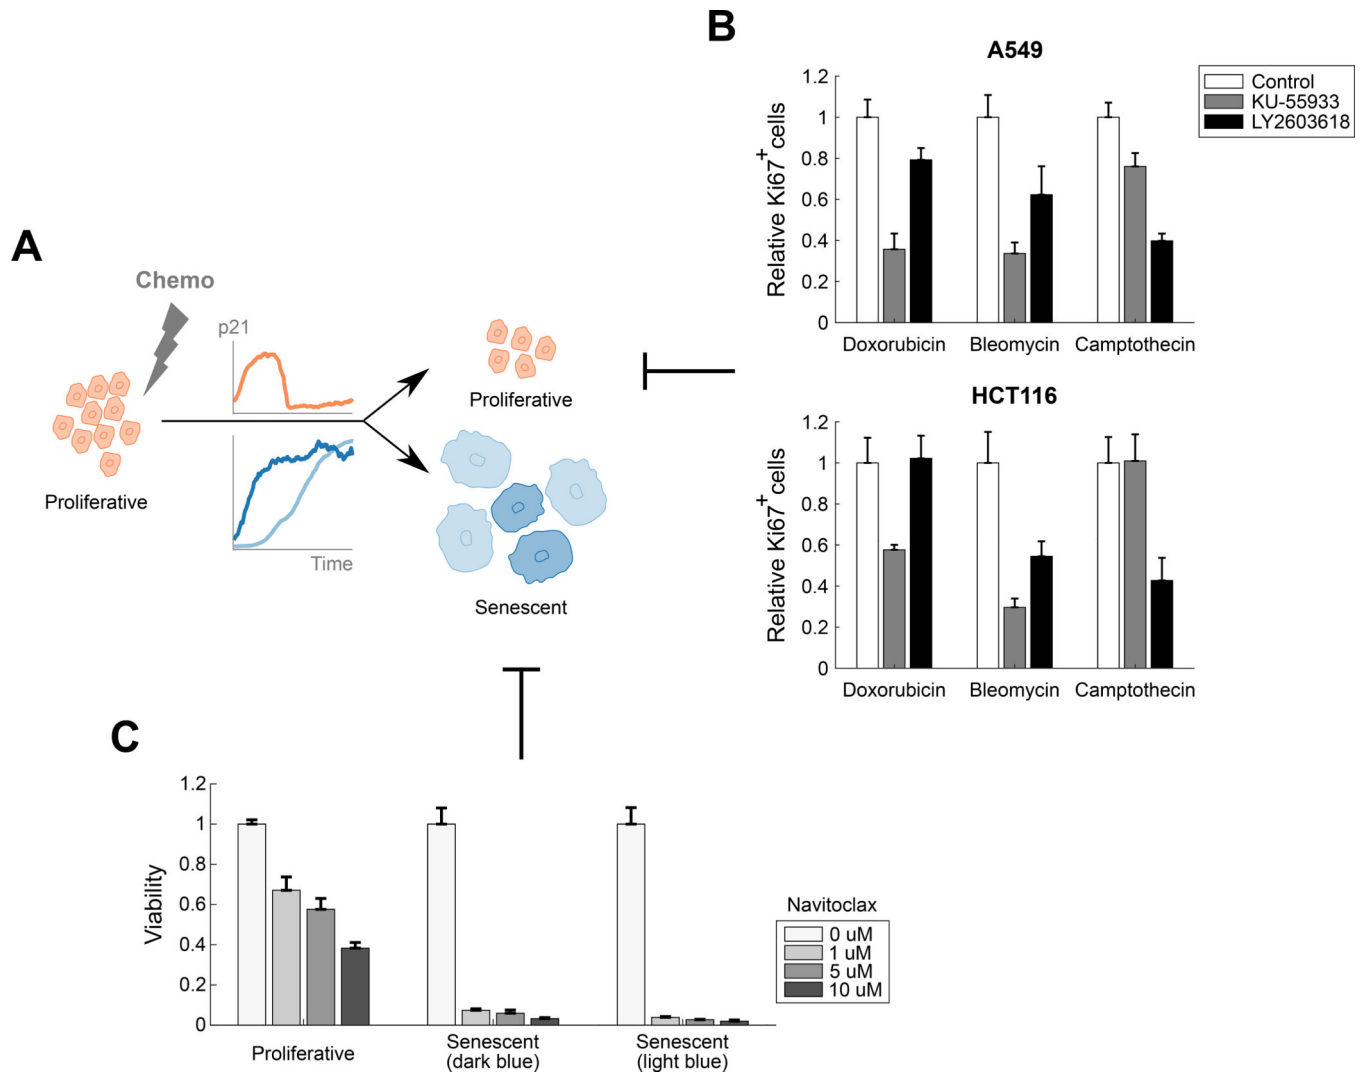 A
Chemo
p21
Proliferative
Proliferative
Time
Senescent
B
A549
Control
KU-55933
LY2603618
Relative Ki67+ cells
1.2
1
0.8
0.6
0.4
0.2
0
Doxorubicin Bleomycin Camptothecin
HCT116
Relative Ki67+ cells
1.2
1
0.8
0.6
0.4
0.2
0
Doxorubicin Bleomycin Camptothecin
C
Viability
1.2
1
0.8
0.6
0.4
0.2
0
Proliferative
Senescent
(dark blue)
Senescent
(light blue)
Navitoclax
0 uM
1 uM
5 uM
10 uM